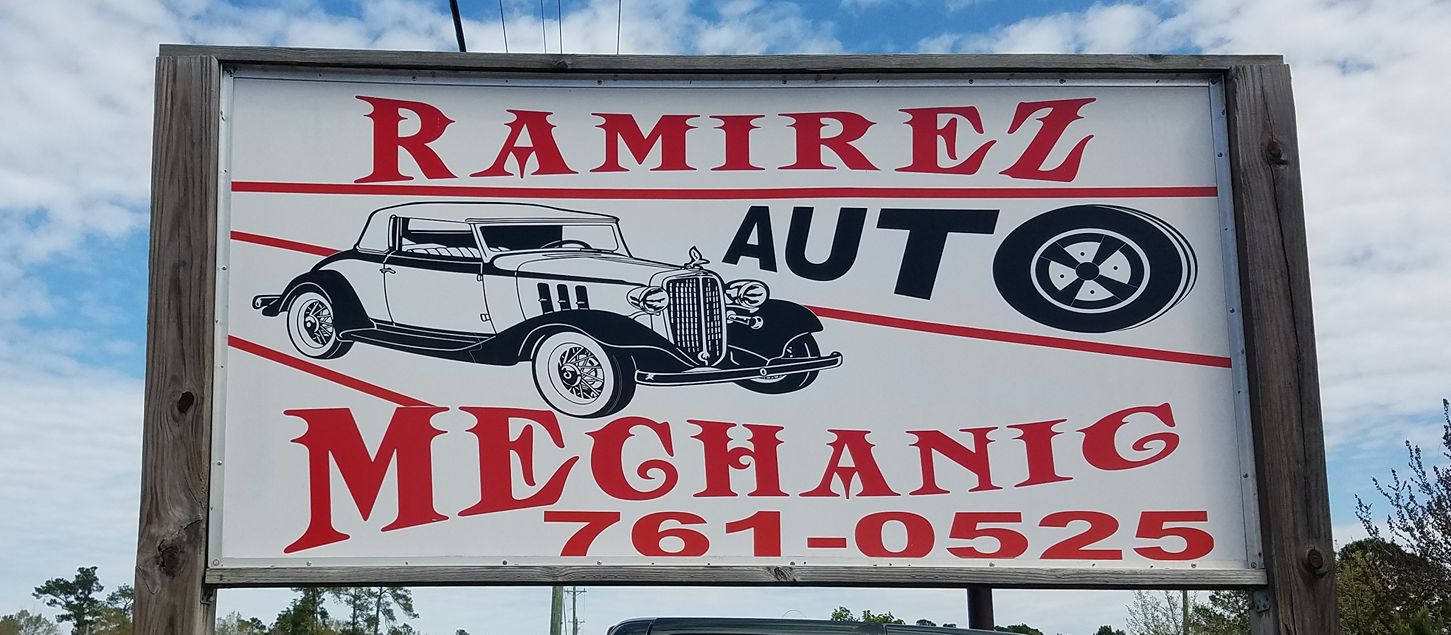 RAMIREZ
AUTO
MECHANIC
761-0525